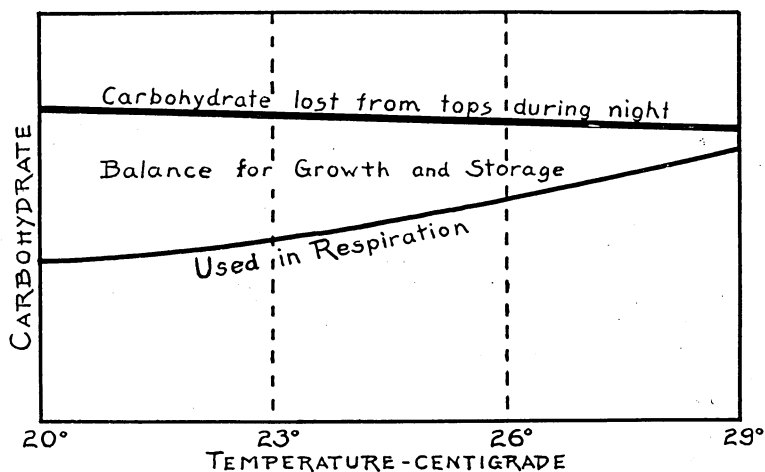 Carbohydrate lost from tops during night
Balance for Growth and Storage
Used in Respiration
CARBOHYDRATE
20° 23° 26° 29°
TEMPERATURE-CENTIGRADE